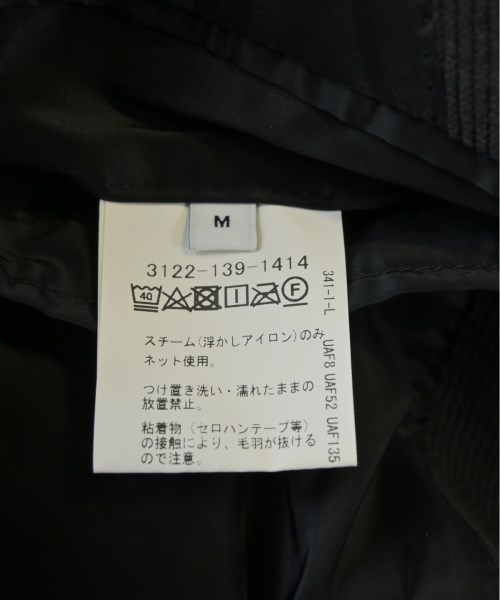 M
3122-139-1414
40 F
スチーム(浮かしアイロン)のみ
ネット使用。
つけ置き洗い・濡れたままの
放置禁止。
粘着物(セロハンテープ等)
の接触により、毛羽が抜ける
ので注意。
341-1-L UAF8 UAF52 UAF135